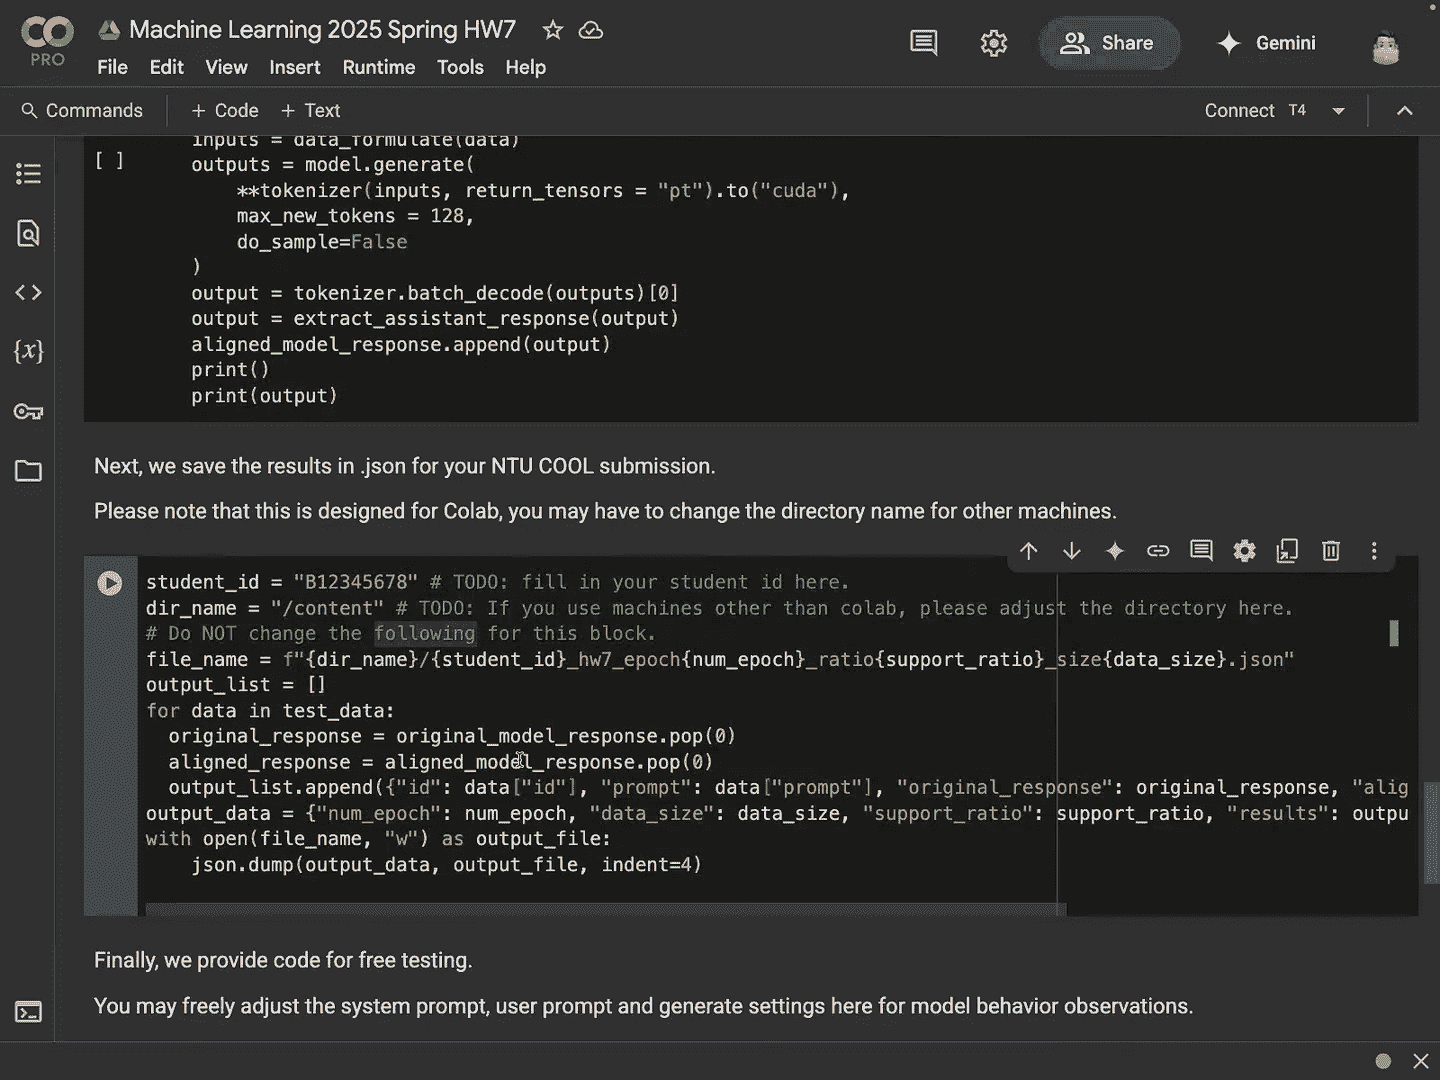 CO
PRO
Machine Learning 2025 Spring HW7
File Edit View Insert Runtime Tools Help
Share
Gemini
Commands + Code + Text
Connect T4
inputs = data_formulate(data)
[ ]
outputs = model.generate(
**tokenizer(inputs, return_tensors = "pt").to("cuda"),
max_new_tokens = 128,
do_sample=False
)
output = tokenizer.batch_decode(outputs)[0]
output = extract_assistant_response(output)
aligned_model_response.append(output)
print()
print(output)
Next, we save the results in .json for your NTU COOL submission.
Please note that this is designed for Colab, you may have to change the directory name for other machines.
student_id = "B12345678" # TODO: fill in your student id here.
dir_name = "/content" # TODO: If you use machines other than colab, please adjust the directory here.
# Do NOT change the following for this block.
file_name = f"{dir_name}/{student_id}_hw7_epoch{num_epoch}_ratio{support_ratio}_size{data_size}.json"
output_list = []
for data in test_data:
original_response = original_model_response.pop(0)
aligned_response = aligned_model_response.pop(0)
output_list.append({"id": data["id"], "prompt": data["prompt"], "original_response": original_response, "alig
output_data = {"num_epoch": num_epoch, "data_size": data_size, "support_ratio": support_ratio, "results": outpu
with open(file_name, "w") as output_file:
json.dump(output_data, output_file, indent=4)
Finally, we provide code for free testing.
You may freely adjust the system prompt, user prompt and generate settings here for model behavior observations.